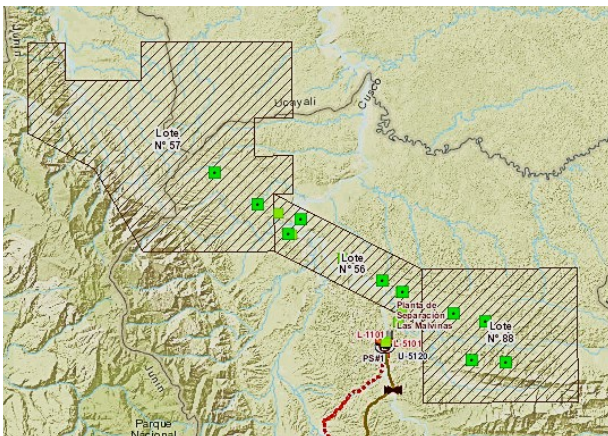 Junín
Ucayali
Cusco
Lote
N° 57
Lote
N° 56
Planta de
Separación
Las Malvinas
Lote
N° 88
L-1101
L-5101
PS#1
U-5120
Junín
Parque
Nacional